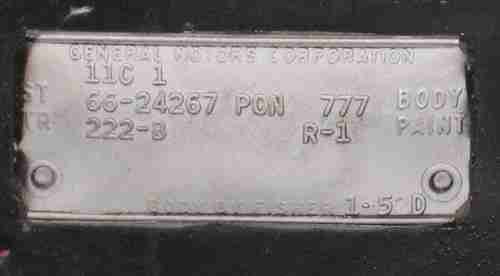 GENERAL MOTORS CORPORATION
11C 1
ST 66-24267 PON 777 BODY
TR 222-B R-1 PAINT
BODY BY FISHER 1-5 D